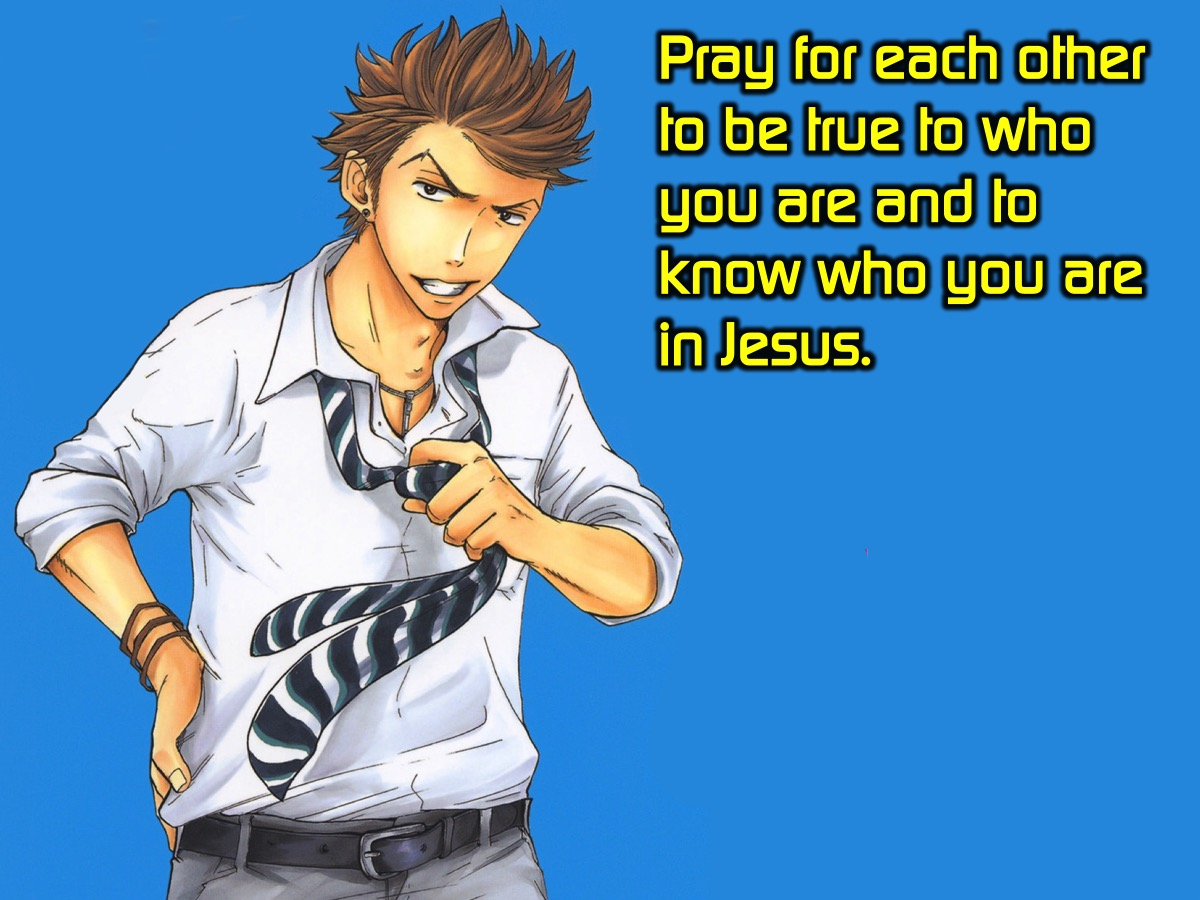 Pray for each other
to be true to who
you are and to
know who you are
in Jesus.